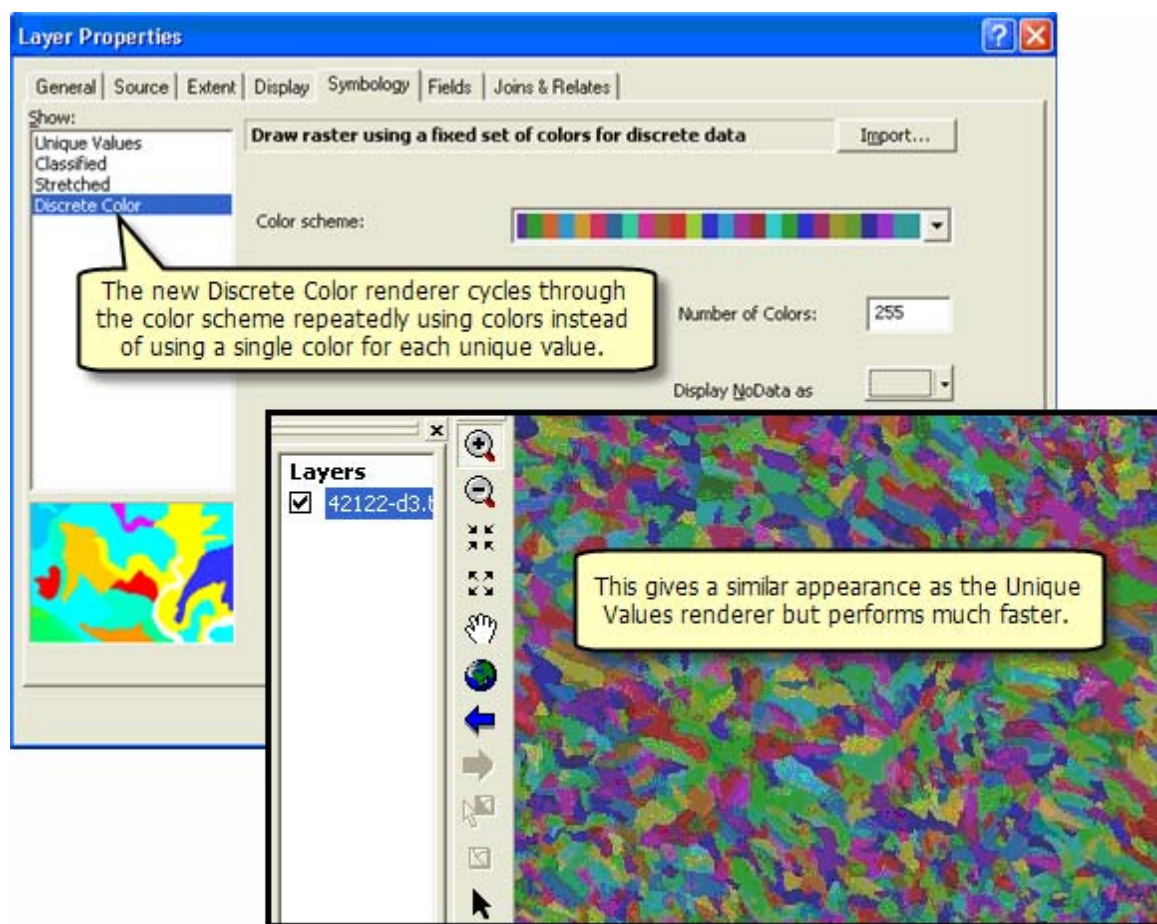 Layer Properties
General Source Extent Display Symbology Fields Joins & Relates
Show:
Unique Values
Classified
Stretched
Discrete Color
Draw raster using a fixed set of colors for discrete data
Import...
Color scheme:
The new Discrete Color renderer cycles through
the color scheme repeatedly using colors instead
of using a single color for each unique value.
Number of Colors:
255
Display NoData as
Layers
42122-d3.t
This gives a similar appearance as the Unique
Values renderer but performs much faster.